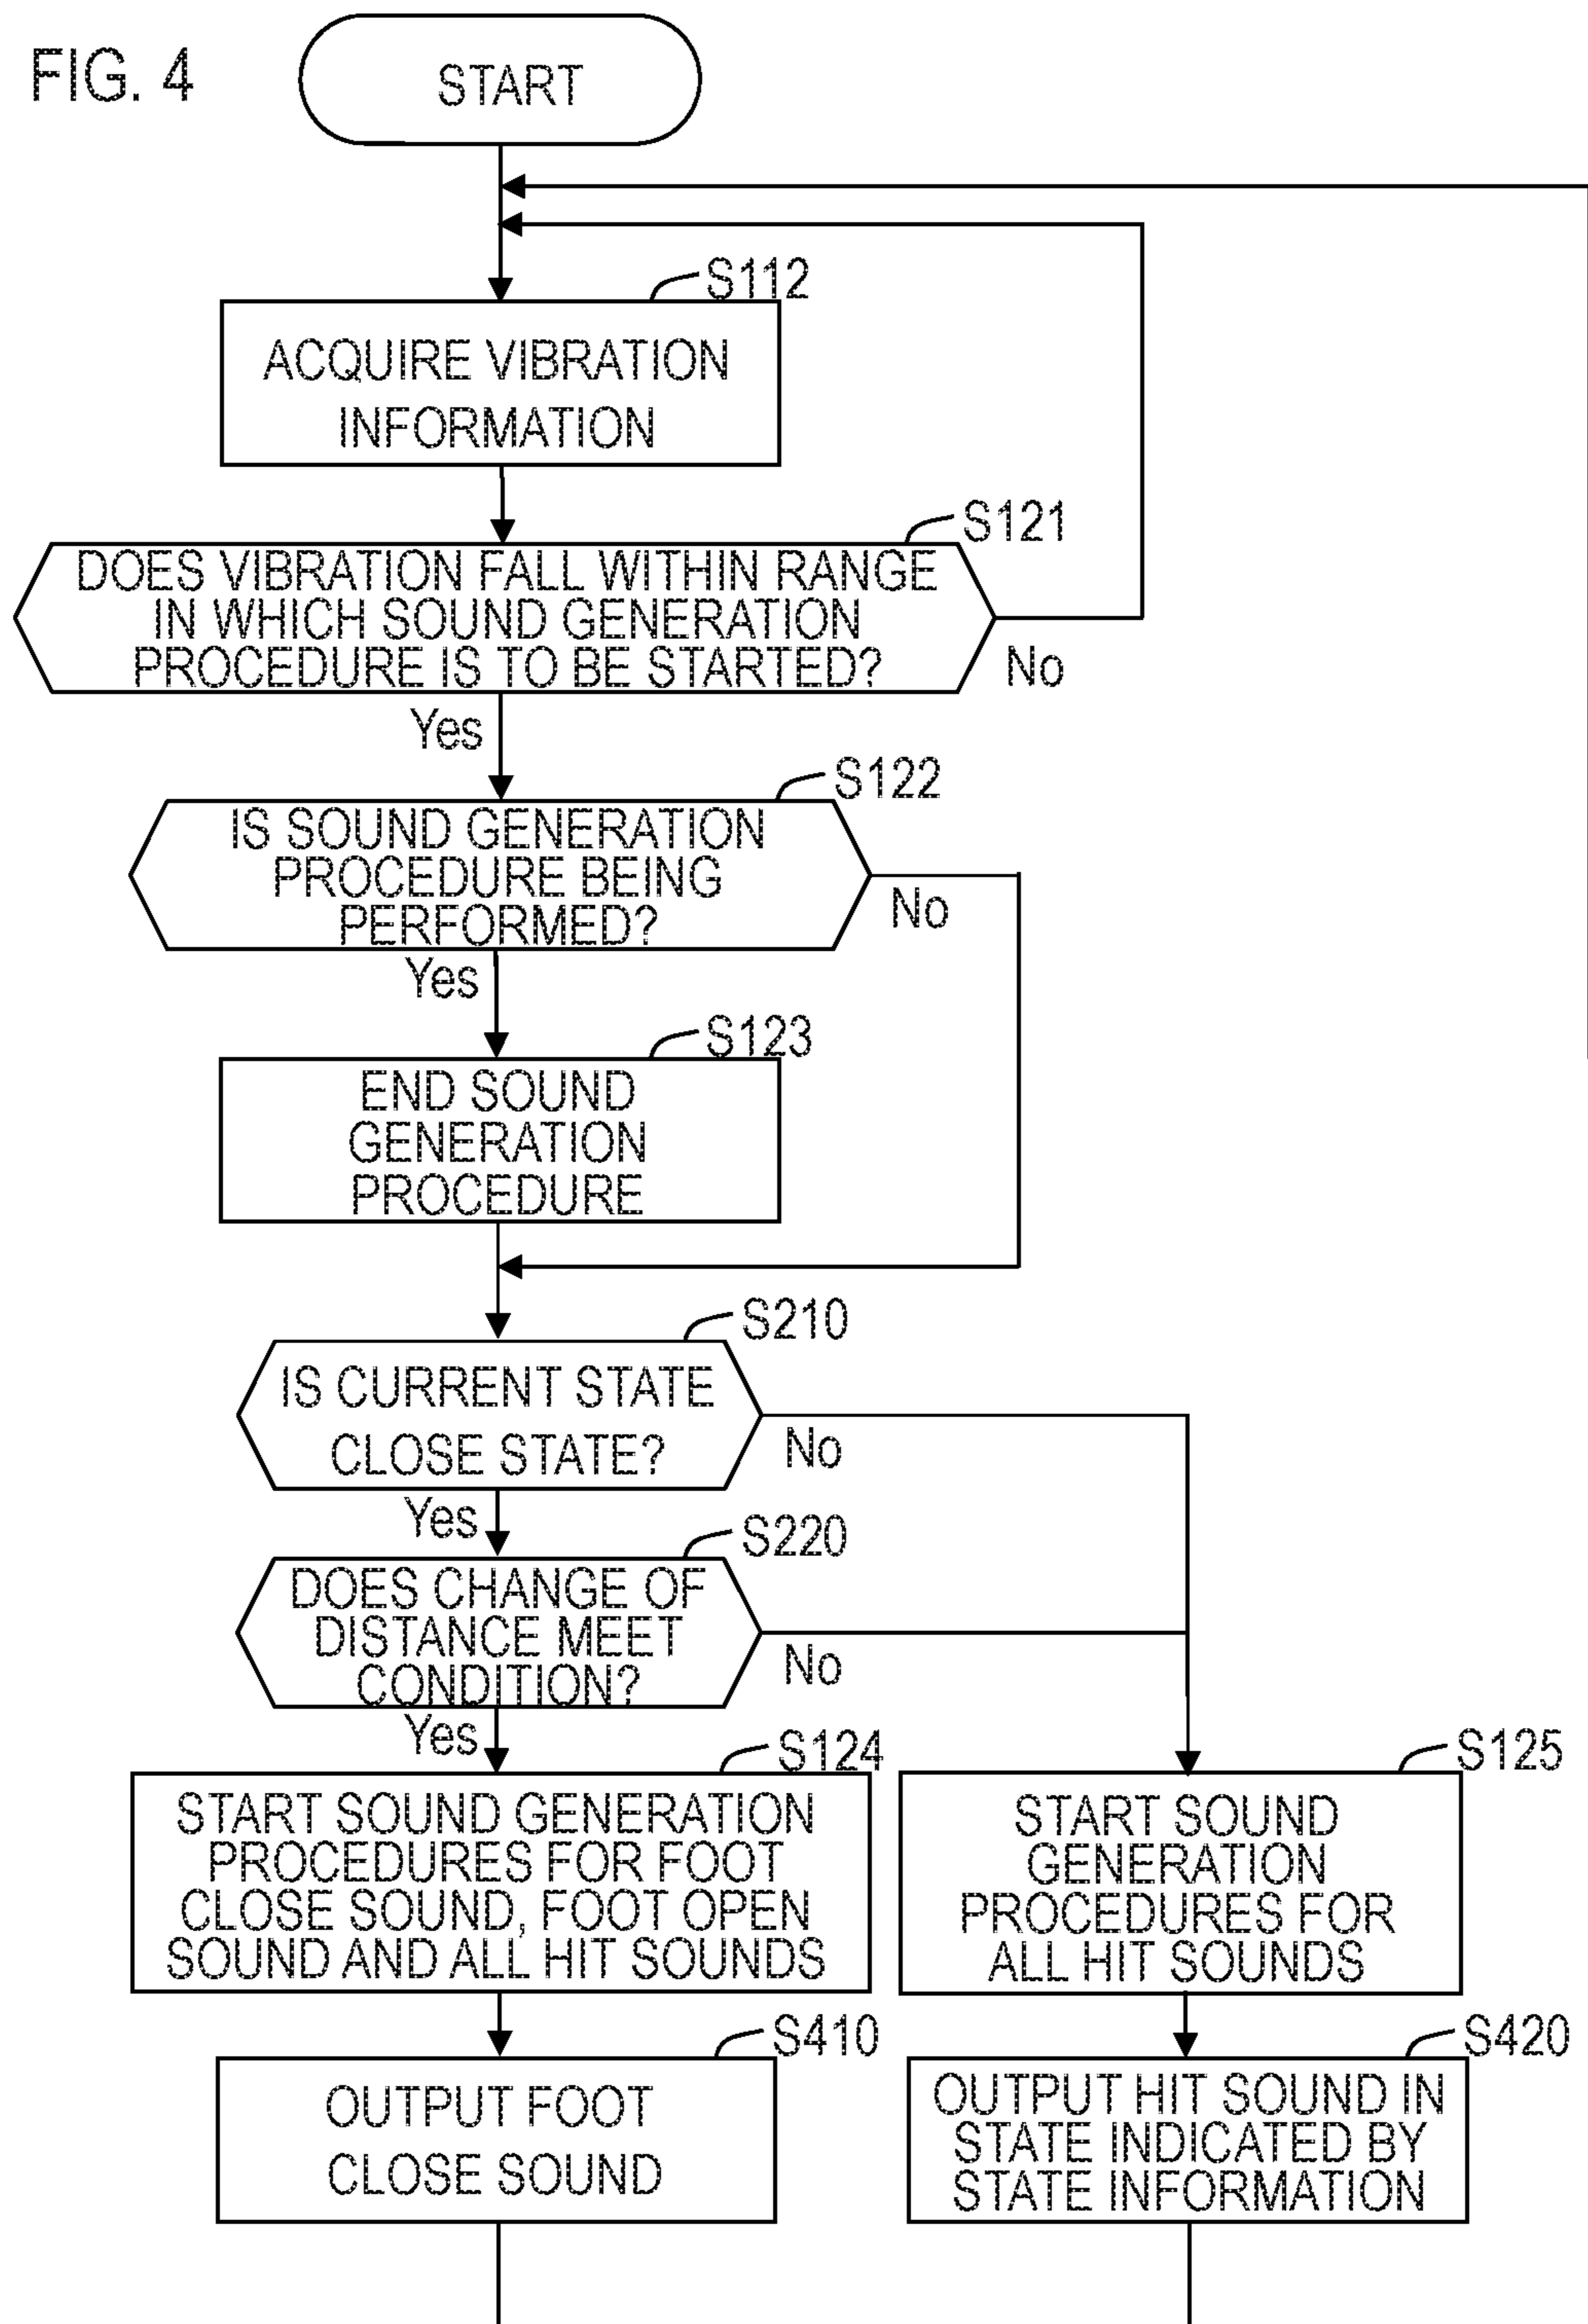 FIG. 4
START
S112
ACQUIRE VIBRATION
INFORMATION
S121
DOES VIBRATION FALL WITHIN RANGE
IN WHICH SOUND GENERATION
PROCEDURE IS TO BE STARTED?
No
Yes
S122
IS SOUND GENERATION
PROCEDURE BEING
PERFORMED?
No
Yes
S123
END SOUND
GENERATION
PROCEDURE
S210
IS CURRENT STATE
CLOSE STATE?
No
Yes
S220
DOES CHANGE OF
DISTANCE MEET
CONDITION?
No
Yes
S124
START SOUND GENERATION
PROCEDURES FOR FOOT
CLOSE SOUND, FOOT OPEN
SOUND AND ALL HIT SOUNDS
S125
START SOUND
GENERATION
PROCEDURES FOR
ALL HIT SOUNDS
S410
OUTPUT FOOT
CLOSE SOUND
S420
OUTPUT HIT SOUND IN
STATE INDICATED BY
STATE INFORMATION